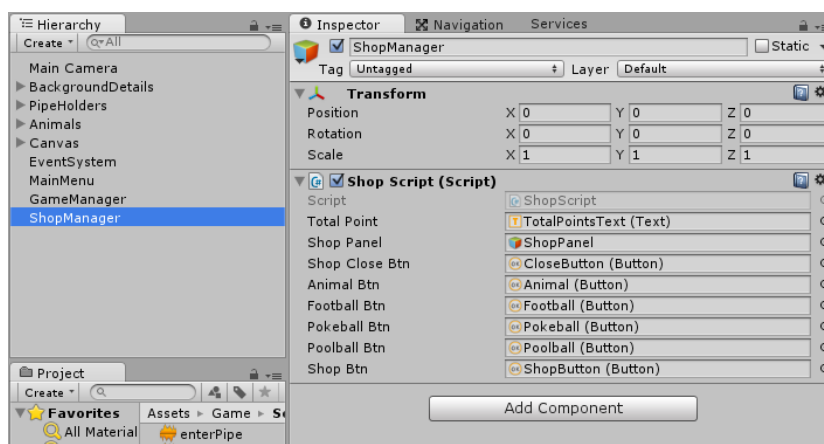 Hierarchy
Create
All
Main Camera
BackgroundDetails
PipeHolders
Animals
Canvas
EventSystem
MainMenu
GameManager
ShopManager
Project
Create
Favorites
All Material
Assets Game
enterPipe
Inspector Navigation Services
ShopManager Static
Tag Untagged Layer Default
Transform
Position X 0 Y 0 Z 0
Rotation X 0 Y 0 Z 0
Scale X 1 Y 1 Z 1
Shop Script (Script)
Script ShopScript
Total Point TotalPointsText (Text)
Shop Panel ShopPanel
Shop Close Btn CloseButton (Button)
Animal Btn Animal (Button)
Football Btn Football (Button)
Pokeball Btn Pokeball (Button)
Poolball Btn Poolball (Button)
Shop Btn ShopButton (Button)
Add Component